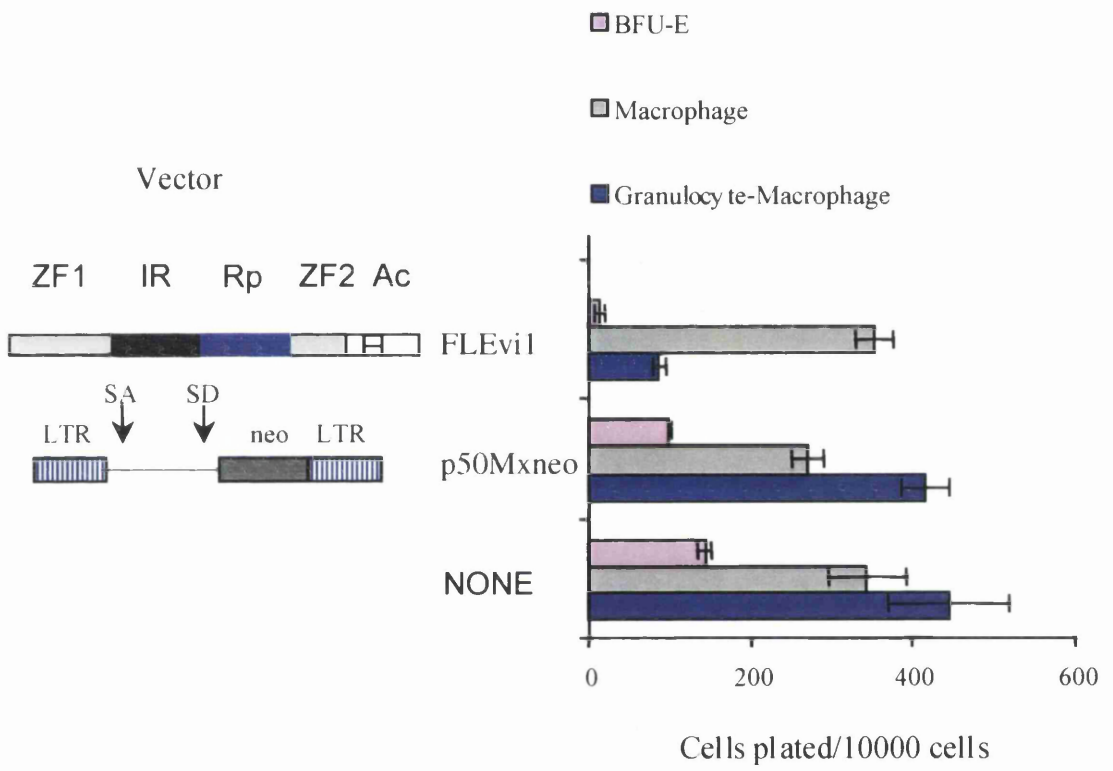 BFU-E
Macrophage
Granulocy te-Macrophage
Vector
ZF1 IR Rp ZF2 Ac
FLEvi1
SA SD
LTR neo LTR
p50Mxneo
NONE
0 200 400 600
Cells plated/10000 cells